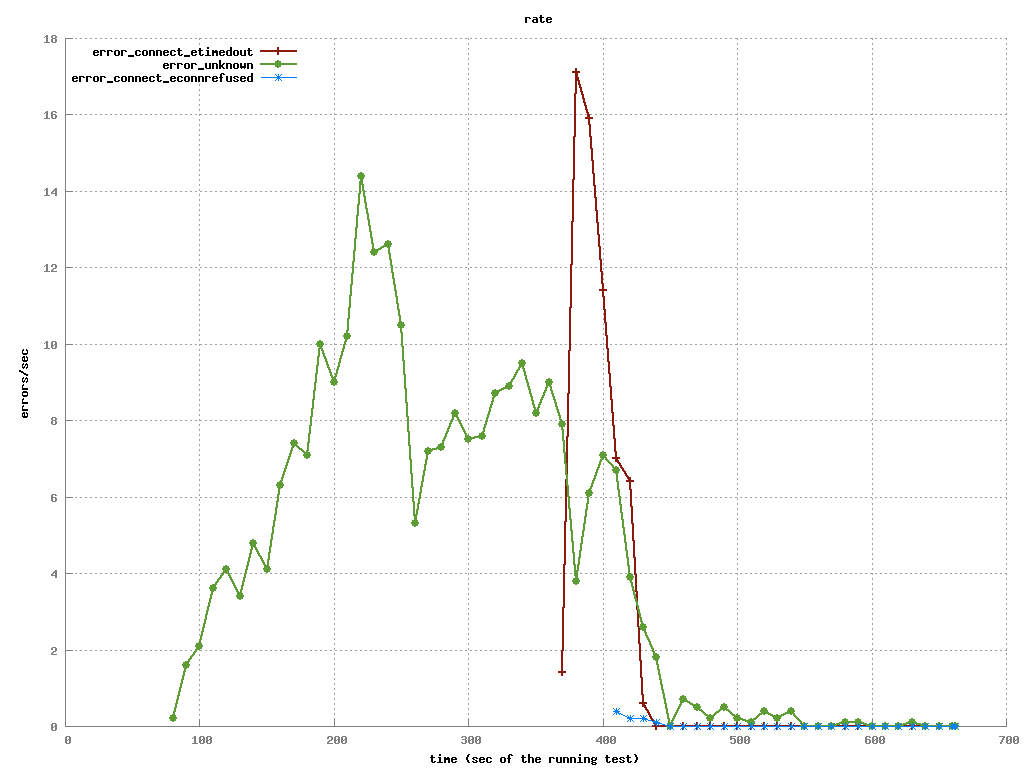 rate
18
error_connect_etimedout
error_unknown
error_connect_econnrefused
16
14
12
10
errors/sec
8
6
4
2
0
0 100 200 300 400 500 600 700
time (sec of the running test)